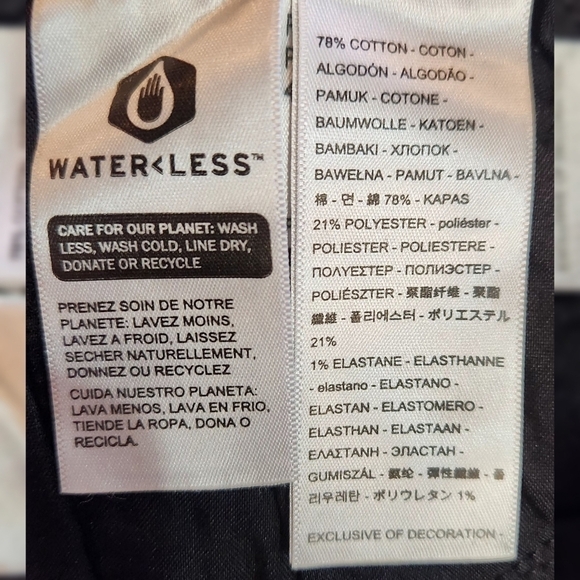 WATER<LESS™
CARE FOR OUR PLANET: WASH
LESS, WASH COLD, LINE DRY,
DONATE OR RECYCLE
PRENEZ SOIN DE NOTRE
PLANETE: LAVEZ MOINS,
LAVEZ A FROID, LAISSEZ
SECHER NATURELLEMENT,
DONNEZ OU RECYCLEZ
CUIDA NUESTRO PLANETA:
LAVA MENOS, LAVA EN FRIO,
TIENDE LA ROPA, DONA O
RECICLA.
78% COTTON - COTON -
ALGODÓN - ALGODÃO -
PAMUK - COTONE -
BAUMWOLLE - KATOEN -
BAMBAKI - ХЛОПОК -
BAWEŁNA - PAMUT - BAVLNA -
棉 - 면 - 綿 78% - KAPAS
21% POLYESTER - poliéster -
POLIESTER - POLIESTERE -
ΠΟΛΥΕΣΤΕΡ - ПОЛИЭСТЕР -
POLIÉSZTER - 聚酯纤维 - 聚酯
纖維 - 폴리에스터 - ポリエステル
21%
1% ELASTANE - ELASTHANNE
- elastano - ELASTANO -
ELASTAN - ELASTOMERO -
ELASTHAN - ELASTAAN -
ΕΛΑΣΤΑΝΗ - ЭЛАСТАН -
GUMISZÁL - 氨纶 - 彈性纖維 - 폴
리우레탄 - ポリウレタン 1%
EXCLUSIVE OF DECORATION -